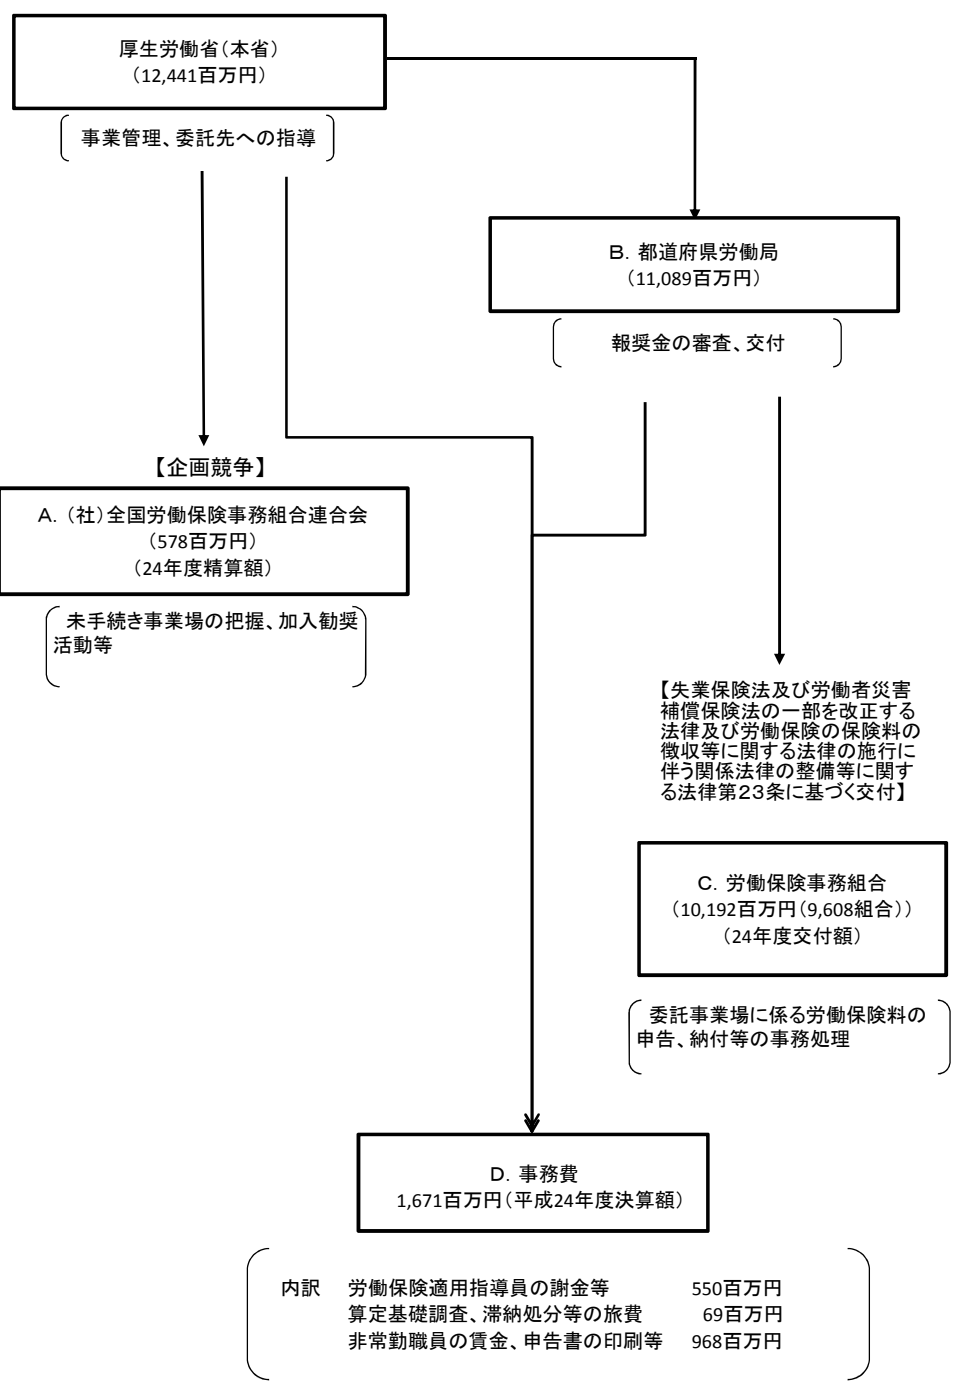 厚生労働省（本省）
（12,441百万円）
事業管理、委託先への指導
B．都道府県労働局
（11,089百万円）
報奨金の審査、交付
【企画競争】
A．（社）全国労働保険事務組合連合会
（578百万円）
（24年度精算額）
未手続き事業場の把握、加入勧奨
活動等
【失業保険法及び労働者災害
補償保険法の一部を改正する
法律及び労働保険の保険料の
徴収等に関する法律の施行に
伴う関係法律の整備等に関す
る法律第２３条に基づく交付】
C．労働保険事務組合
（10,192百万円（9,608組合））
（24年度交付額）
委託事業場に係る労働保険料の
申告、納付等の事務処理
D．事務費
1,671百万円（平成24年度決算額）
内訳 労働保険適用指導員の謝金等 550百万円
算定基礎調査、滞納処分等の旅費 69百万円
非常勤職員の賃金、申告書の印刷等 968百万円